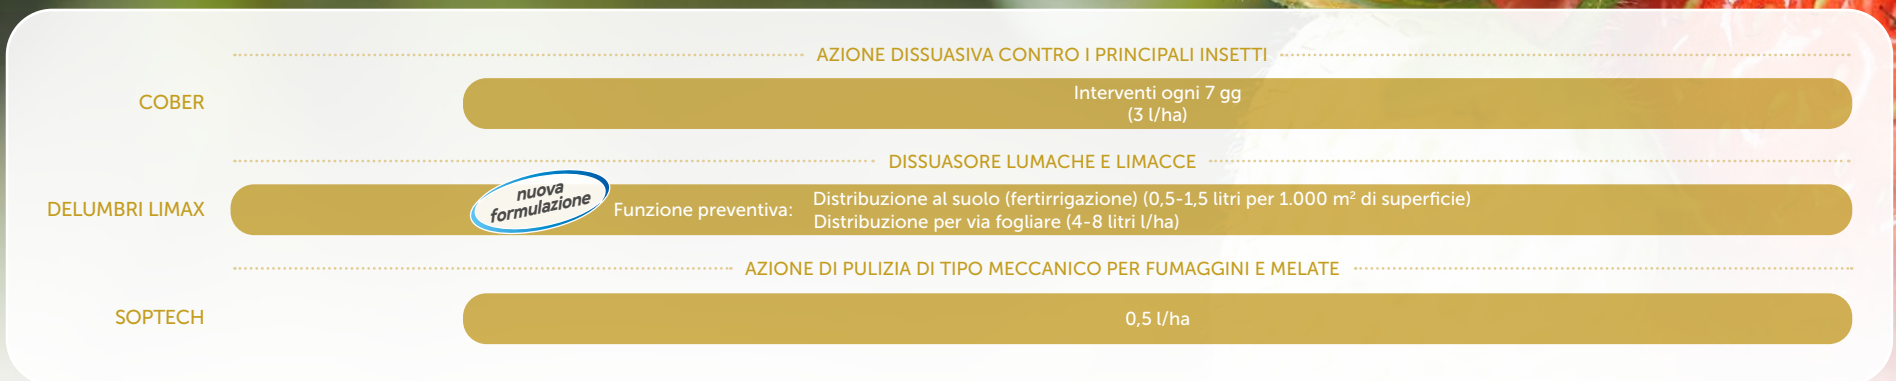 AZIONE DISSUASIVA CONTRO I PRINCIPALI INSETTI
COBER
Interventi ogni 7 gg
(3 l/ha)
DISSUASORE LUMACHE E LIMACCE
DELUMBRI LIMAX
nuova
formulazione
Funzione preventiva:
Distribuzione al suolo (fertirrigazione) (0,5-1,5 litri per 1.000 m² di superficie)
Distribuzione per via fogliare (4-8 litri l/ha)
AZIONE DI PULIZIA DI TIPO MECCANICO PER FUMAGGINI E MELATE
SOPTECH
0,5 l/ha